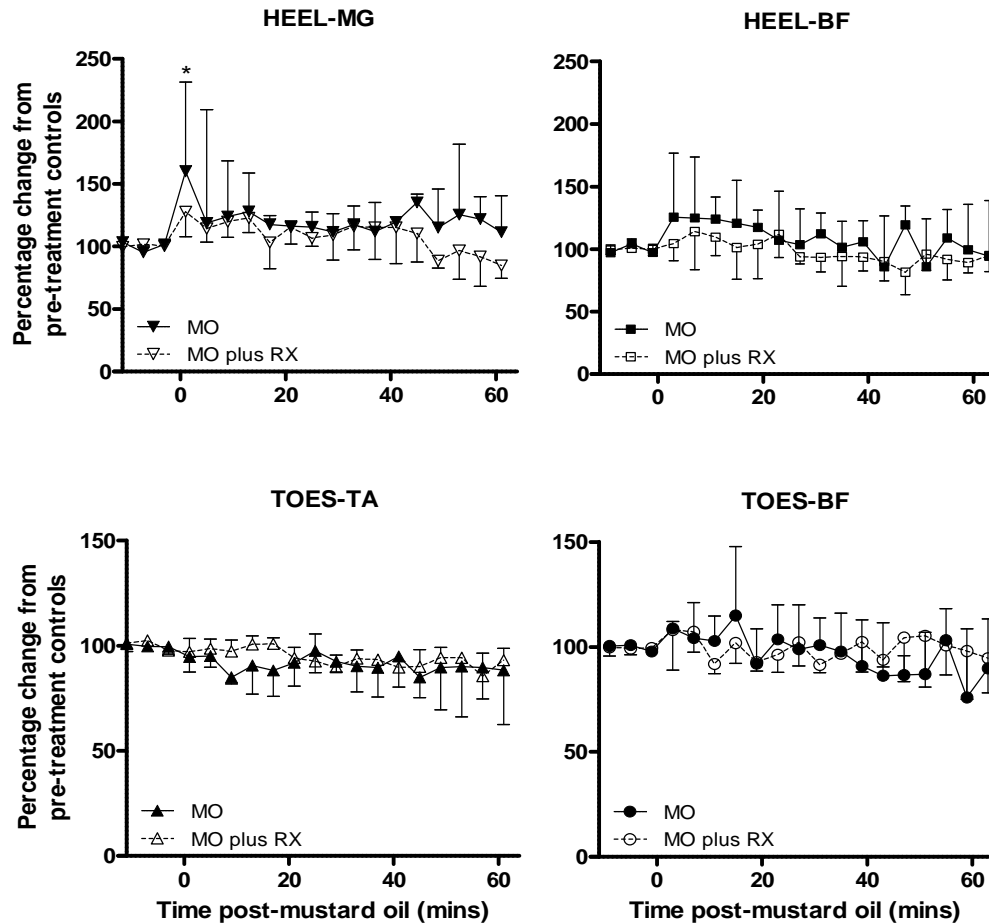 HEEL-MG
HEEL-BF
Percentage change from
pre-treatment controls
250
200
150
100
50
0
*
MO
MO plus RX
0
20
40
60
250
200
150
100
50
0
MO
MO plus RX
0
20
40
60
TOES-TA
TOES-BF
Percentage change from
pre-treatment controls
150
100
50
0
MO
MO plus RX
0
20
40
60
Time post-mustard oil (mins)
150
100
50
0
MO
MO plus RX
0
20
40
60
Time post-mustard oil (mins)